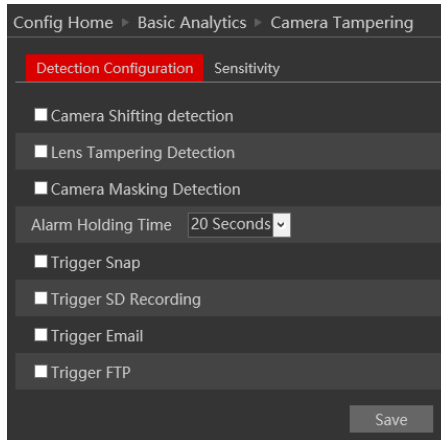 Config Home ▶ Basic Analytics ▶ Camera Tampering
Detection Configuration Sensitivity
Camera Shifting detection
Lens Tampering Detection
Camera Masking Detection
Alarm Holding Time 20 Seconds
Trigger Snap
Trigger SD Recording
Trigger Email
Trigger FTP
Save